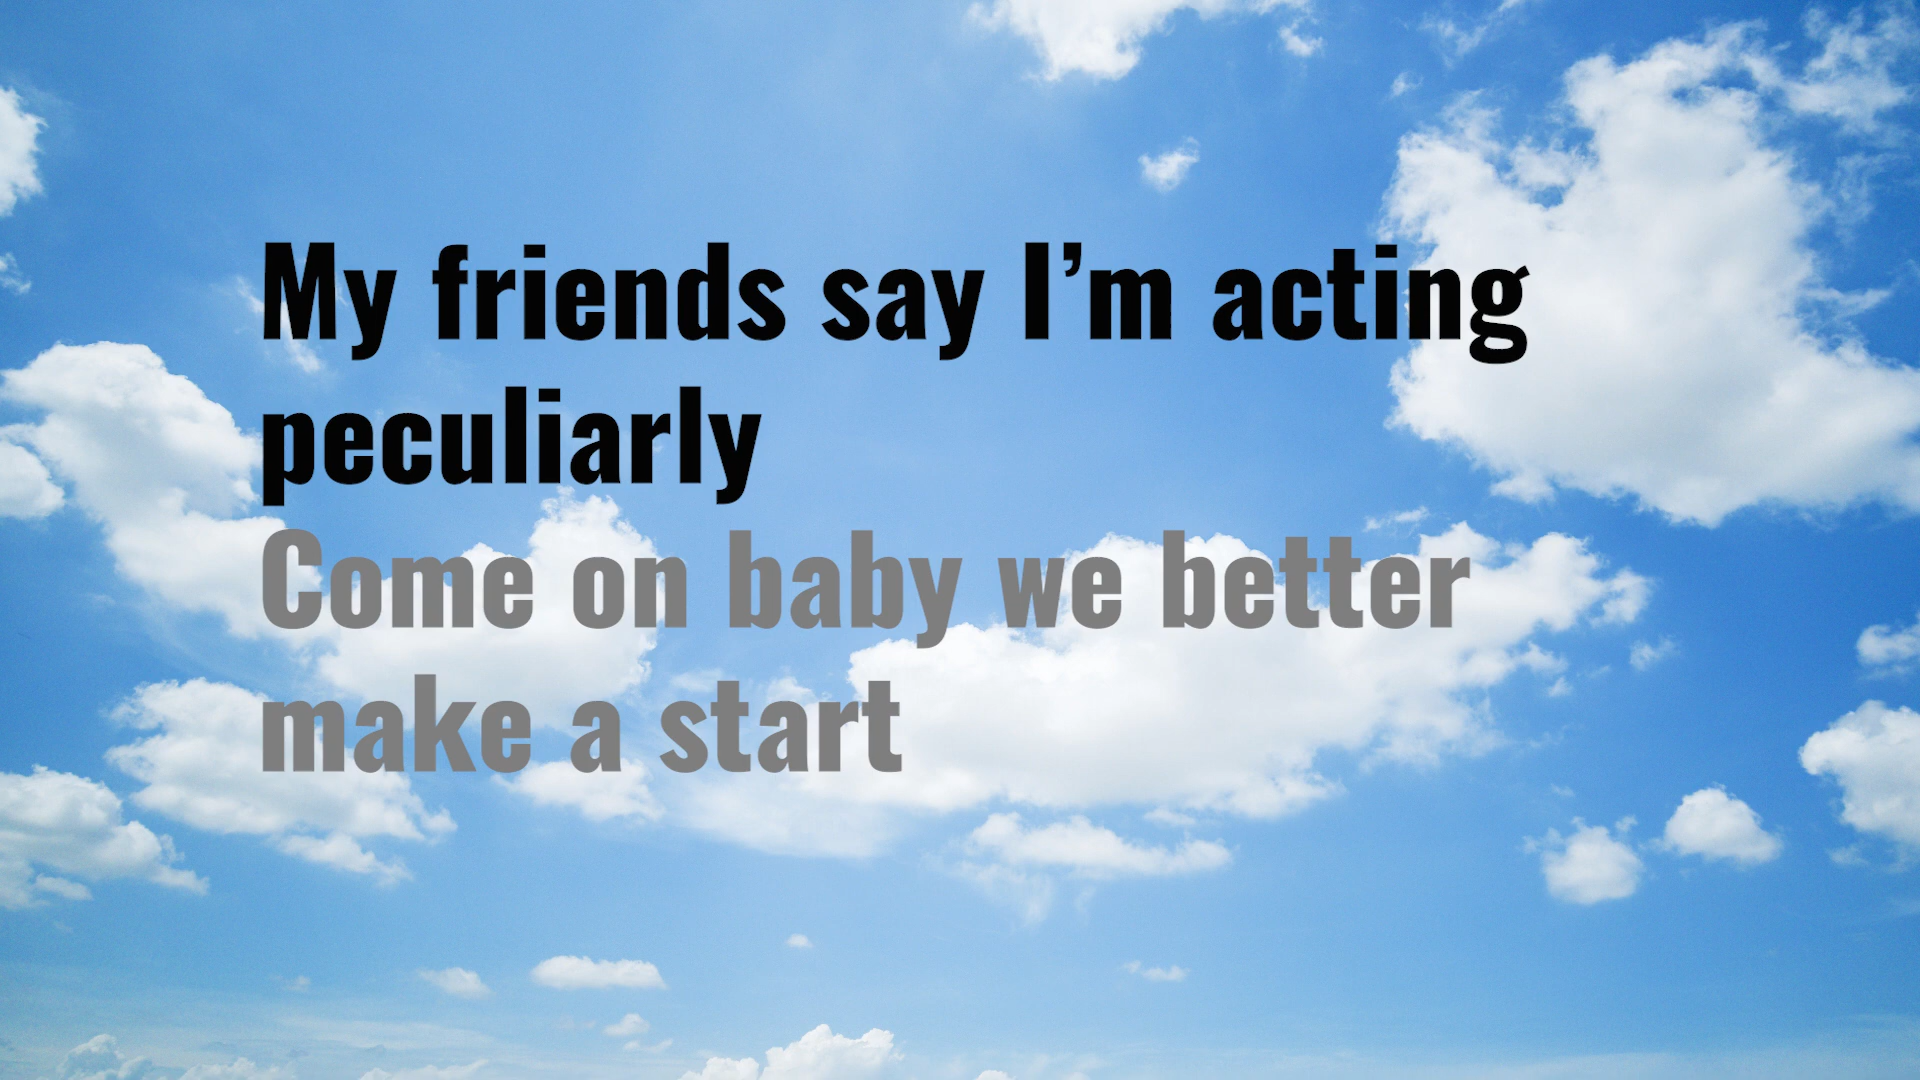 My friends say I’m acting
peculiarly
Come on baby we better
make a start